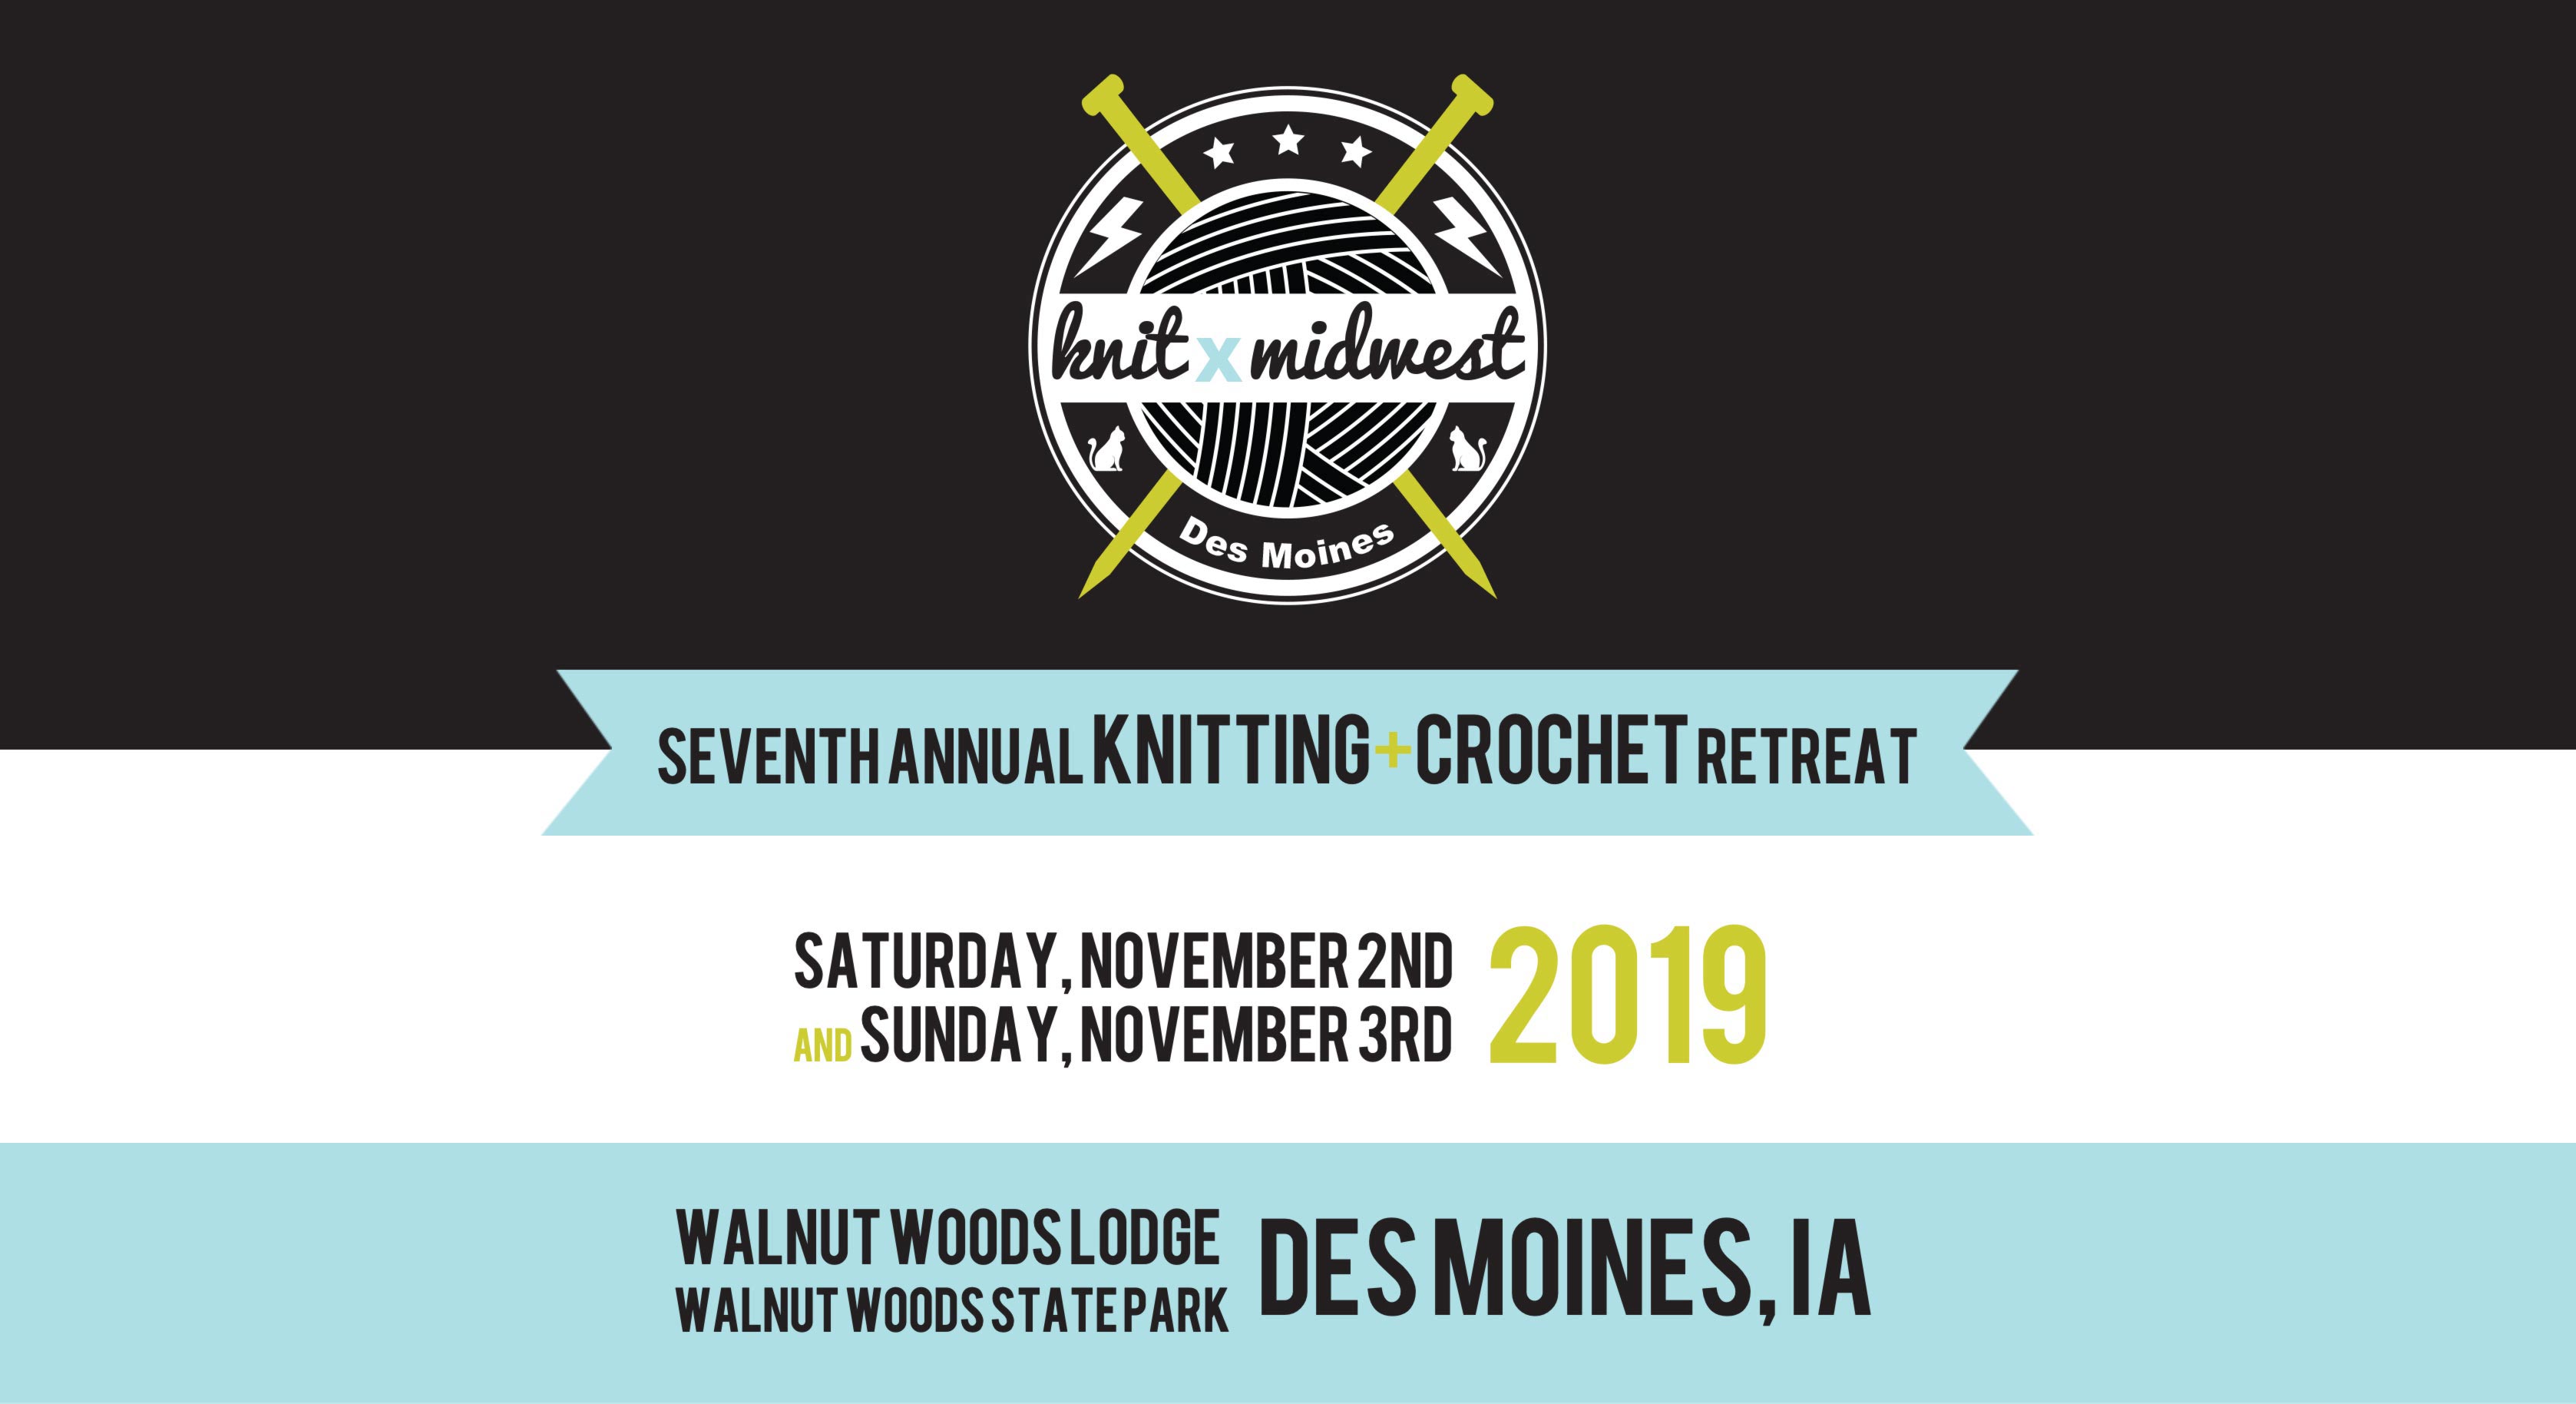 knit x midwest
Des Moines
SEVENTH ANNUAL KNITTING+CROCHET RETREAT
SATURDAY, NOVEMBER 2ND
AND SUNDAY, NOVEMBER 3RD
2019
WALNUT WOODS LODGE
WALNUT WOODS STATE PARK
DES MOINES, IA